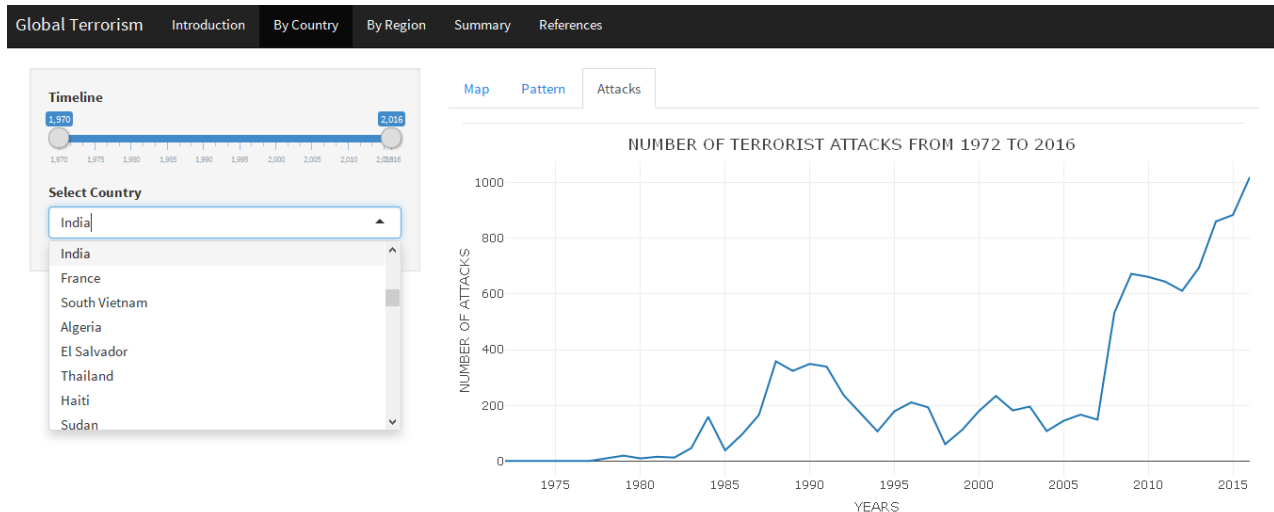 Global Terrorism Introduction By Country By Region Summary References
Timeline
1,970 2,016
1,970 1,975 1,980 1,985 1,990 1,995 2,000 2,005 2,010
Select Country
India
India
France
South Vietnam
Algeria
El Salvador
Thailand
Haiti
Sudan
Map Pattern Attacks
NUMBER OF TERRORIST ATTACKS FROM 1972 TO 2016
NUMBER OF ATTACKS
1000
800
600
400
200
0
1975 1980 1985 1990 1995 2000 2005 2010 2015
YEARS